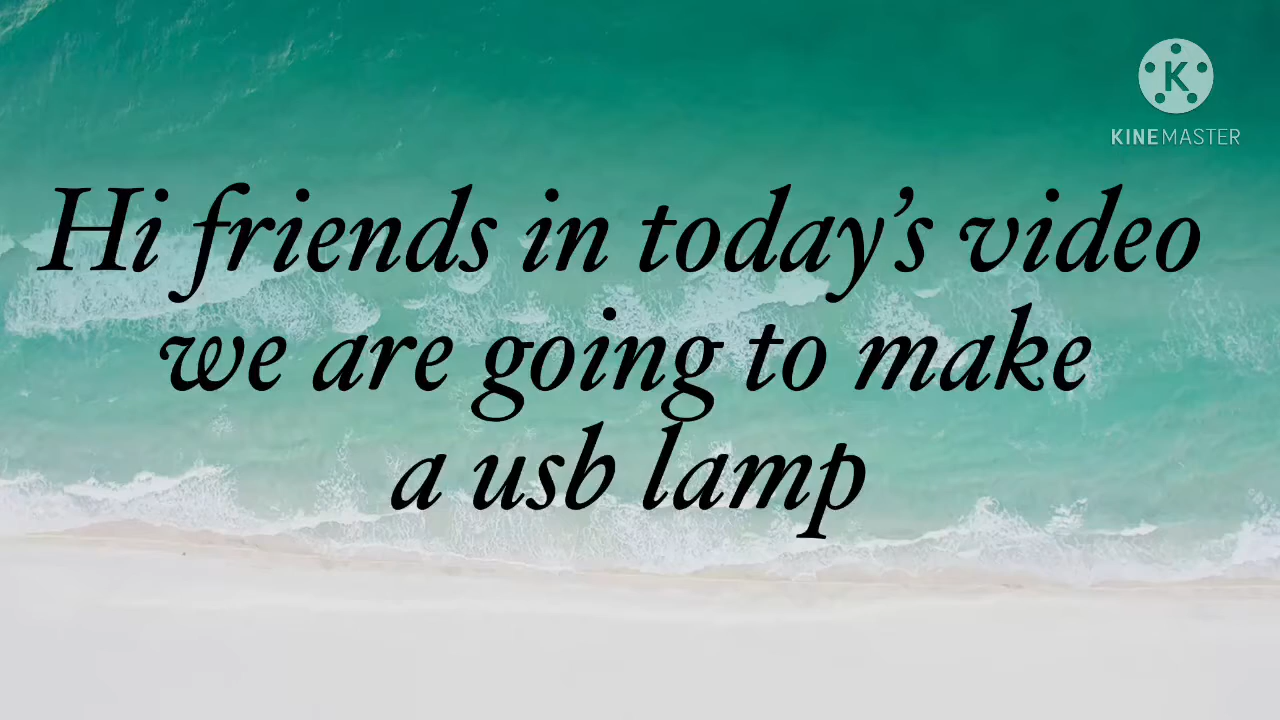 K
KINEMASTER
Hi friends in today’s video
we are going to make
a usb lamp